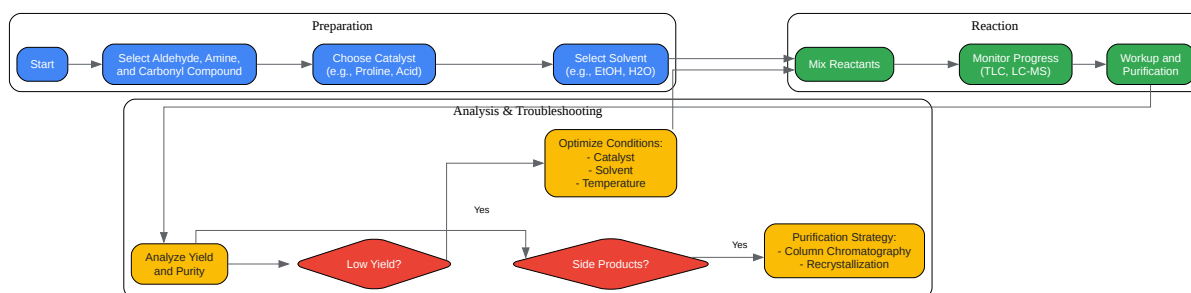 Preparation
Reaction
Start
Select Aldehyde, Amine,
and Carbonyl Compound
Choose Catalyst
(e.g., Proline, Acid)
Select Solvent
(e.g., EtOH, H2O)
Mix Reactants
Monitor Progress
(TLC, LC-MS)
Workup and
Purification
Analysis & Troubleshooting
Optimize Conditions:
- Catalyst
- Solvent
- Temperature
Yes
Analyze Yield
and Purity
Low Yield?
Side Products?
Yes
Purification Strategy:
- Column Chromatography
- Recrystallization